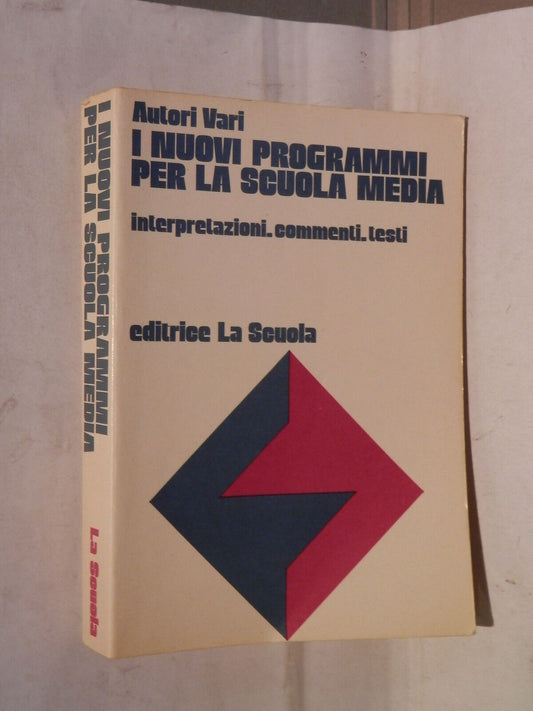 Autori Vari
I NUOVI PROGRAMMI
PER LA SCUOLA MEDIA
interpretazioni.commenti.testi
editrice La Scuola
I NUOVI PROGRAMMI
PER LA SCUOLA MEDIA
La Scuola